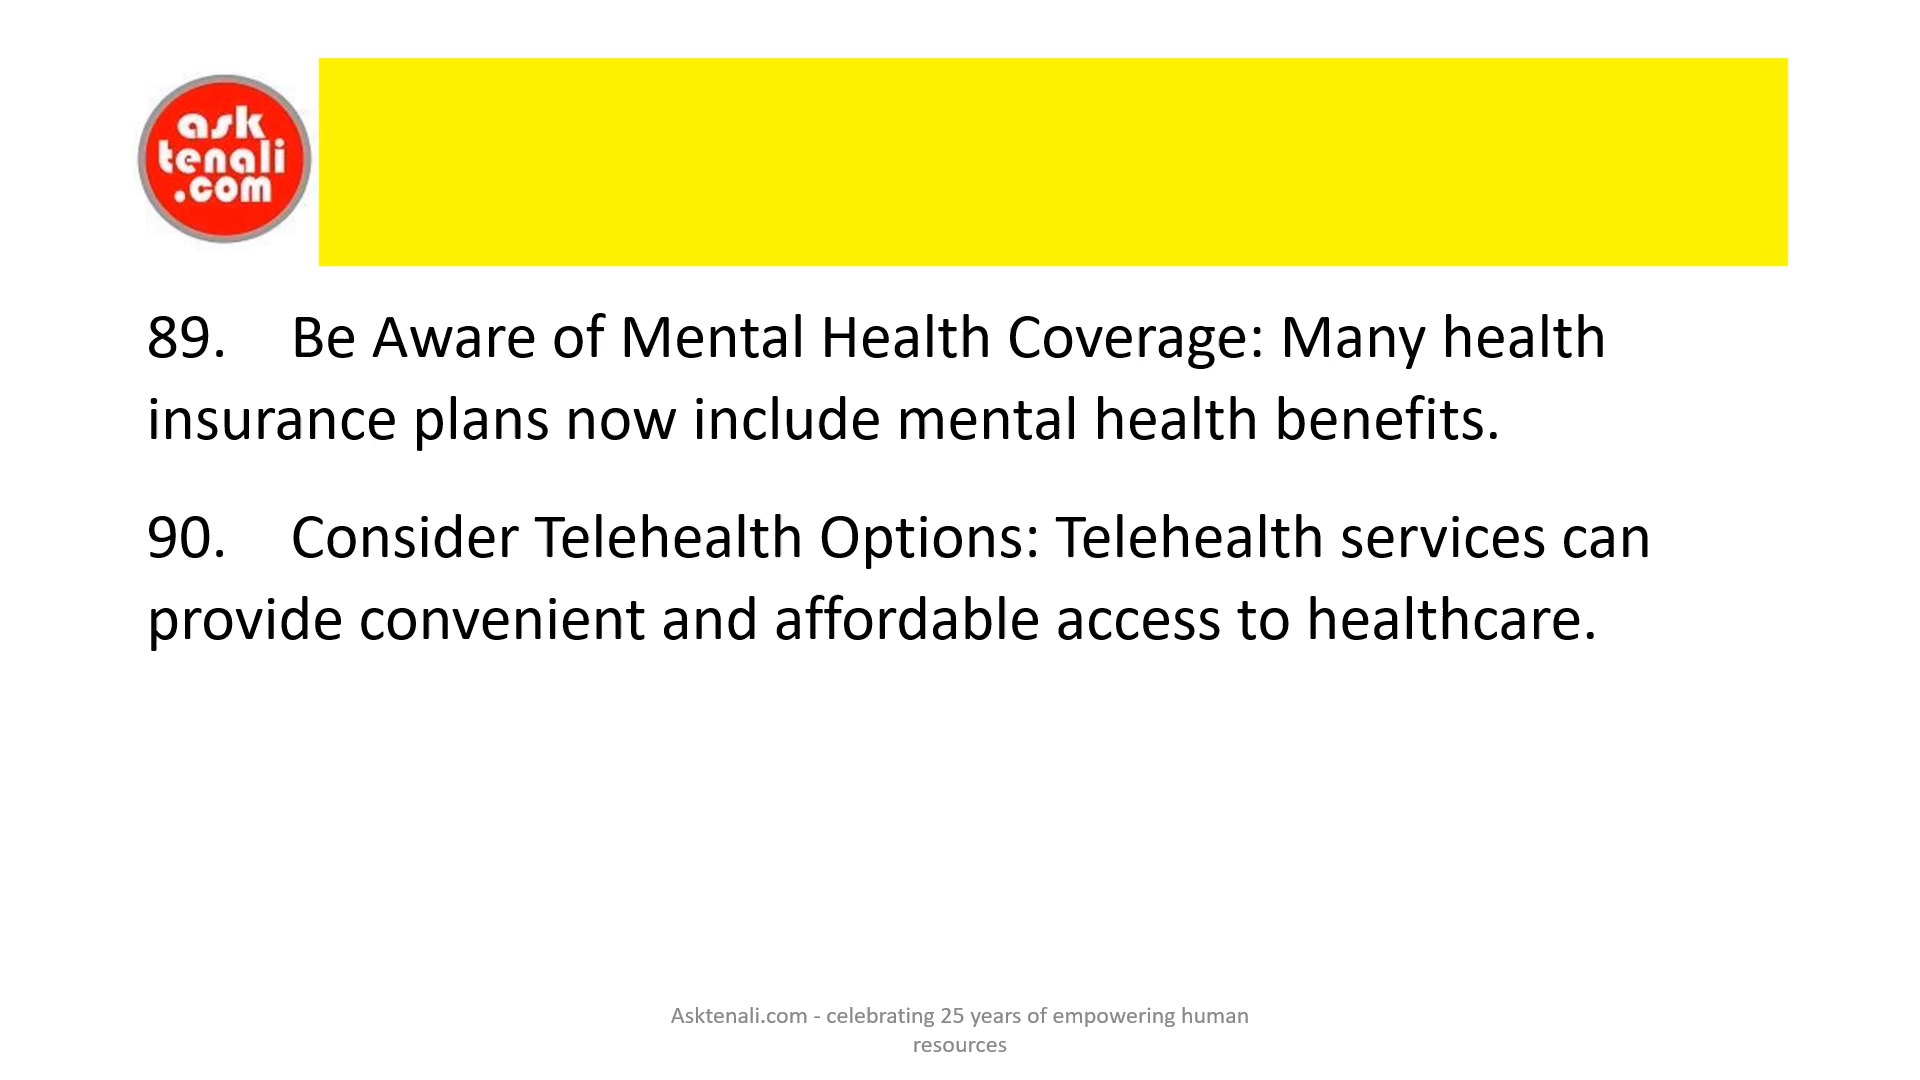 ask
tenali
.com
89. Be Aware of Mental Health Coverage: Many health
insurance plans now include mental health benefits.
90. Consider Telehealth Options: Telehealth services can
provide convenient and affordable access to healthcare.
Asktenali.com - celebrating 25 years of empowering human
resources